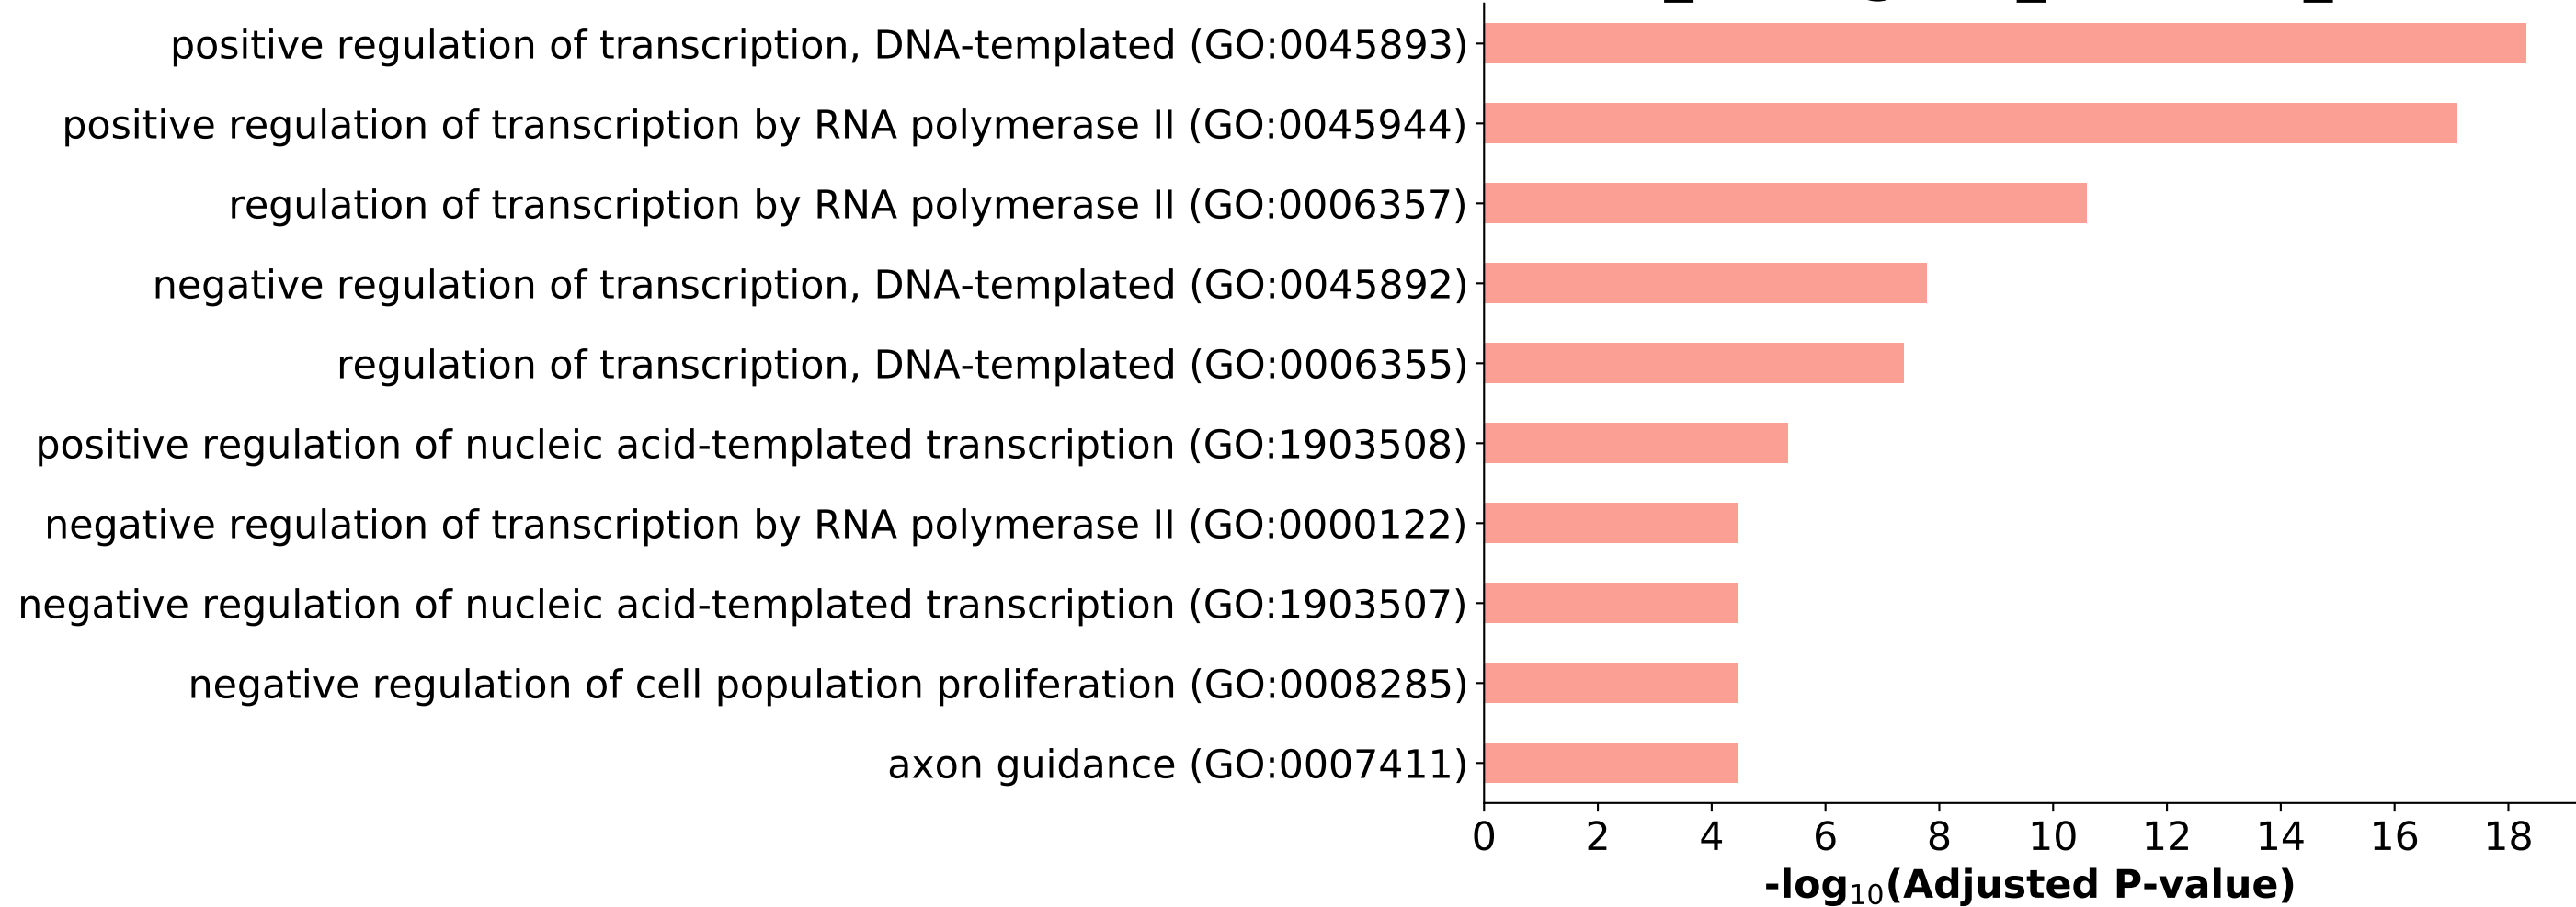 positive regulation of transcription, DNA-templated (GO:0045893)
positive regulation of transcription by RNA polymerase II (GO:0045944)
regulation of transcription by RNA polymerase II (GO:0006357)
negative regulation of transcription, DNA-templated (GO:0045892)
regulation of transcription, DNA-templated (GO:0006355)
positive regulation of nucleic acid-templated transcription (GO:1903508)
negative regulation of transcription by RNA polymerase II (GO:0000122)
negative regulation of nucleic acid-templated transcription (GO:1903507)
negative regulation of cell population proliferation (GO:0008285)
axon guidance (GO:0007411)
0 2 4 6 8 10 12 14 16 18
-log₁₀(Adjusted P-value)